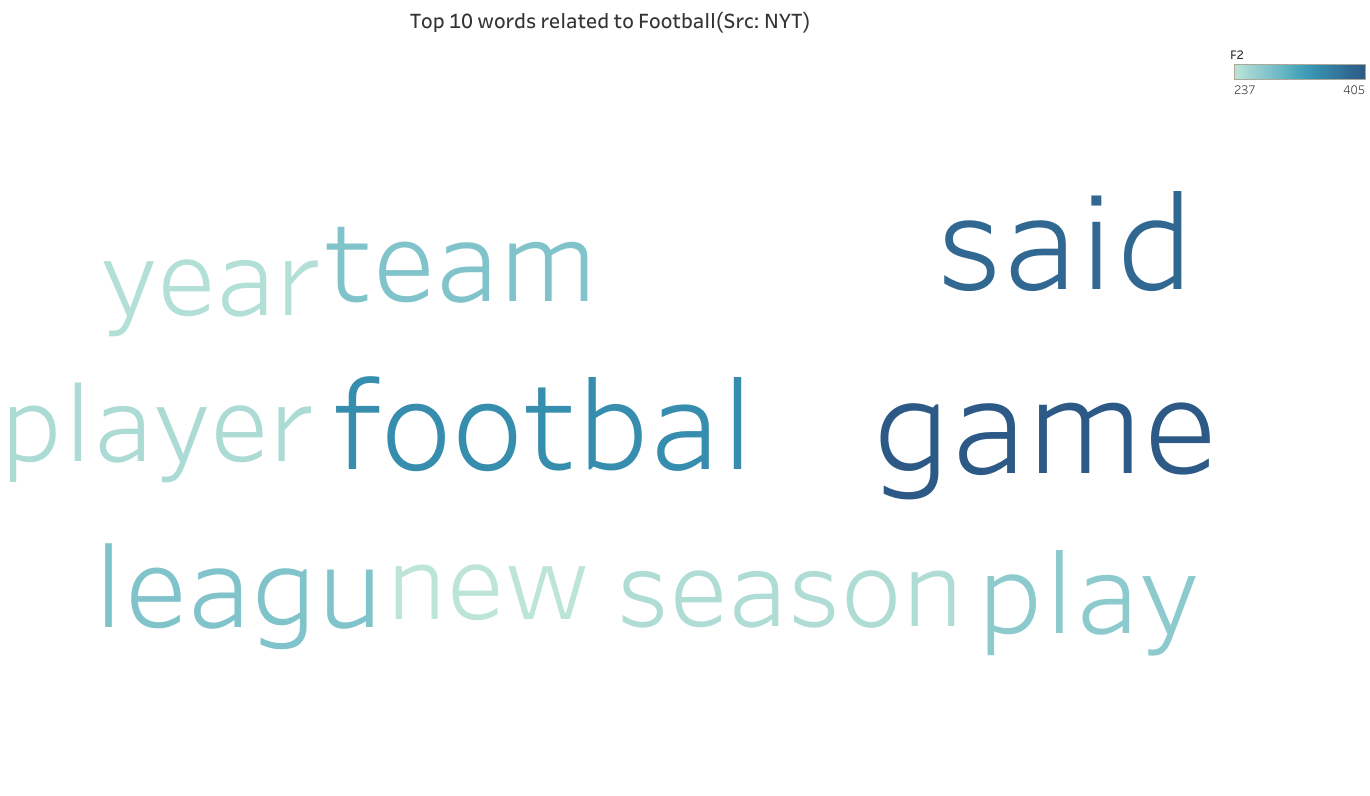 Top 10 words related to Football(Src: NYT)
F2
237 405
said
year team
player footbal game
leagu new season play